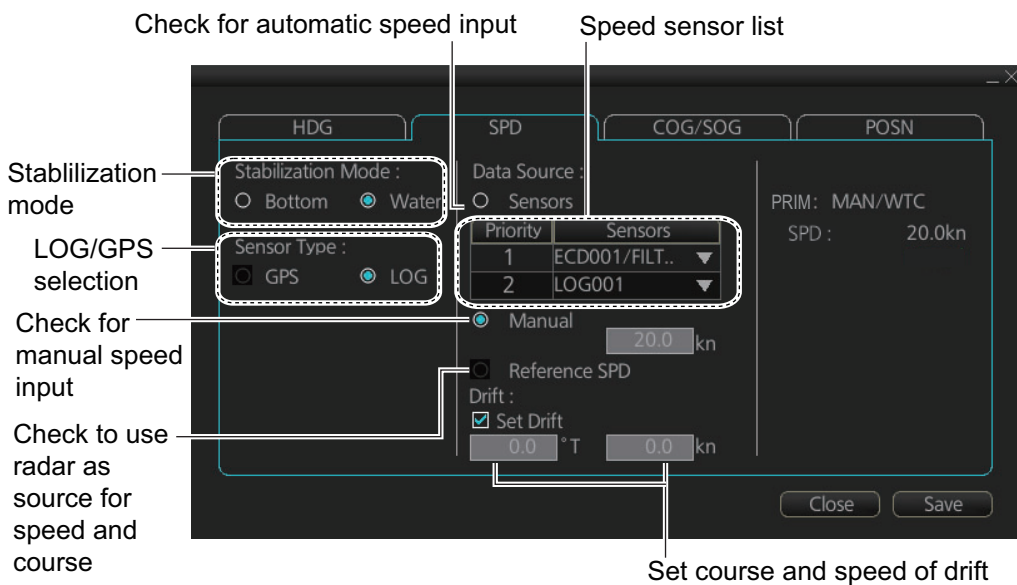 Check for automatic speed input
Speed sensor list
HDG
SPD
COG/SOG
POSN
Stablilization
mode
Stabilization Mode :
Bottom
Water
LOG/GPS
selection
Sensor Type :
GPS
LOG
Data Source :
Sensors
Priority Sensors
1 ECD001/FILT..
2 LOG001
Check for
manual speed
input
Manual
20.0 kn
Reference SPD
Drift :
Set Drift
0.0 °T 0.0 kn
Check to use
radar as
source for
speed and
course
PRIM: MAN/WTC
SPD : 20.0kn
Close
Save
Set course and speed of drift